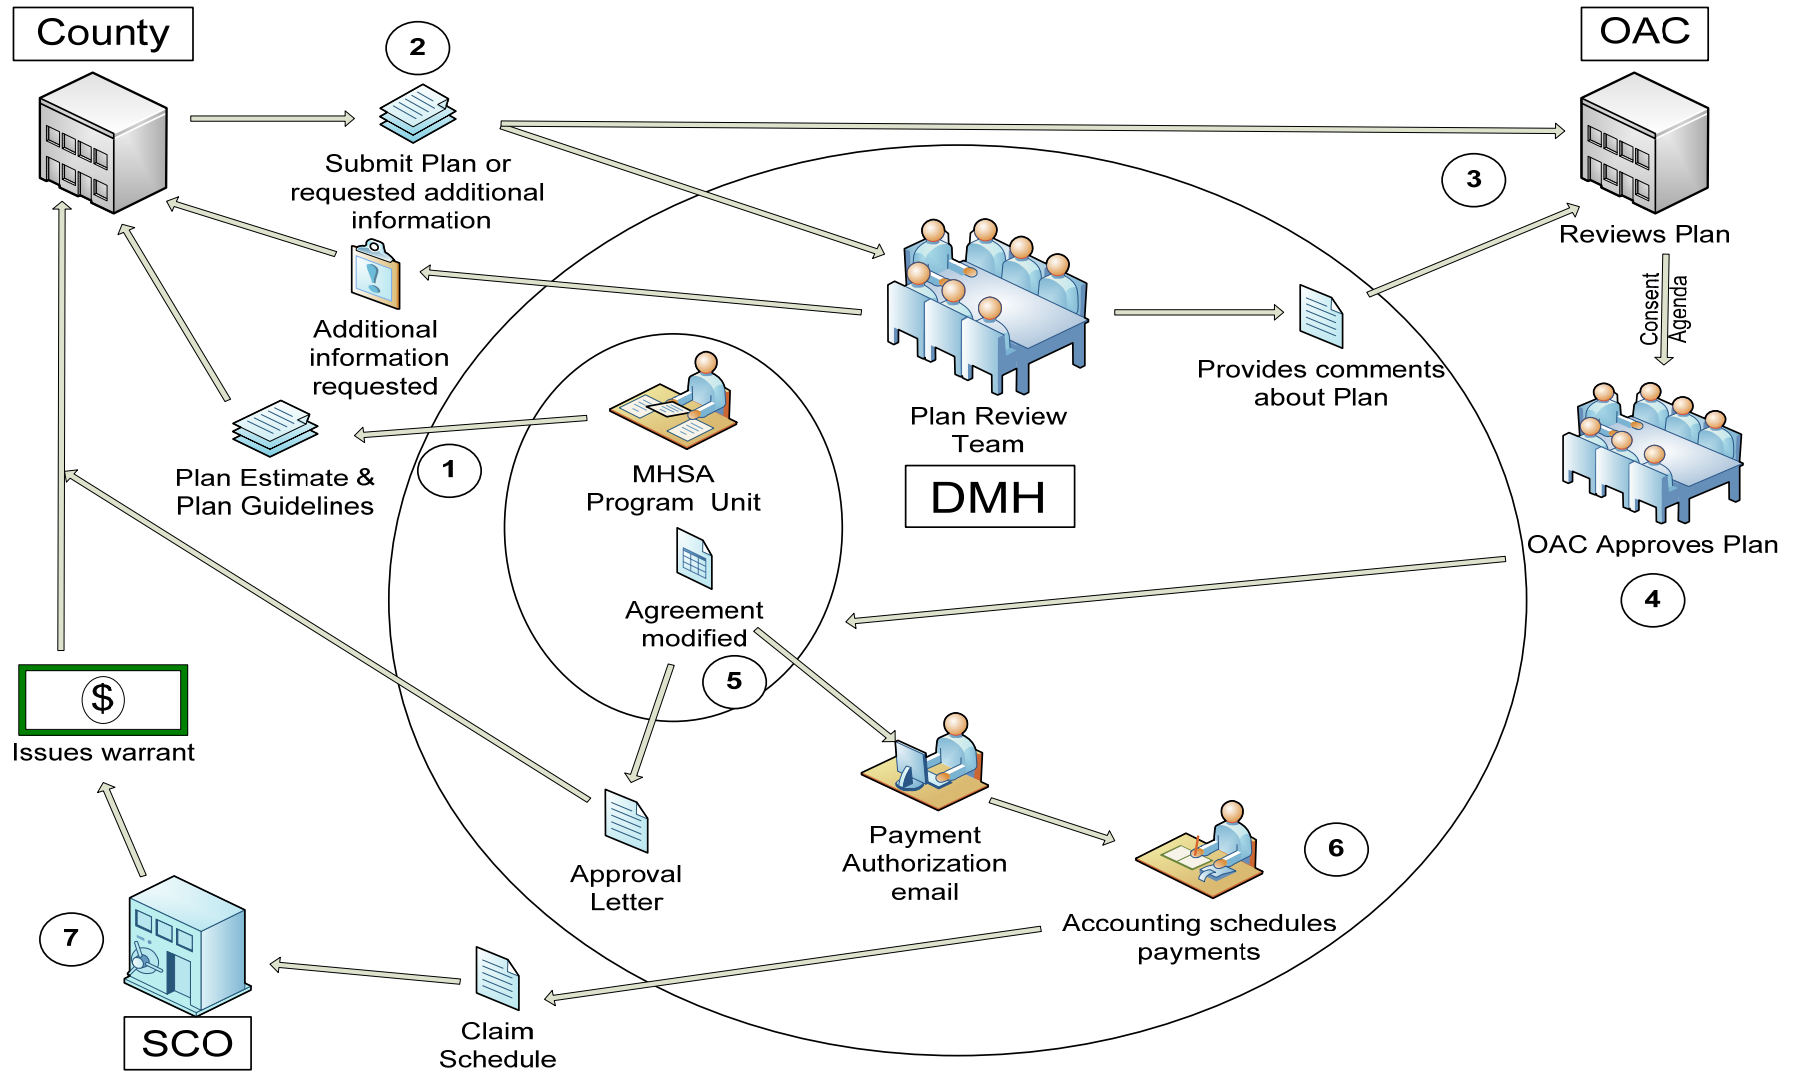 County
2
OAC
Submit Plan or
requested additional
information
3
Reviews Plan
Consent
Agenda
Additional
information
requested
Provides comments
about Plan
Plan Review
Team
DMH
Plan Estimate &
Plan Guidelines
1
MHSA
Program Unit
OAC Approves Plan
4
Agreement
modified
5
$
Issues warrant
Payment
Authorization
email
6
Approval
Letter
Accounting schedules
payments
7
SCO
Claim
Schedule